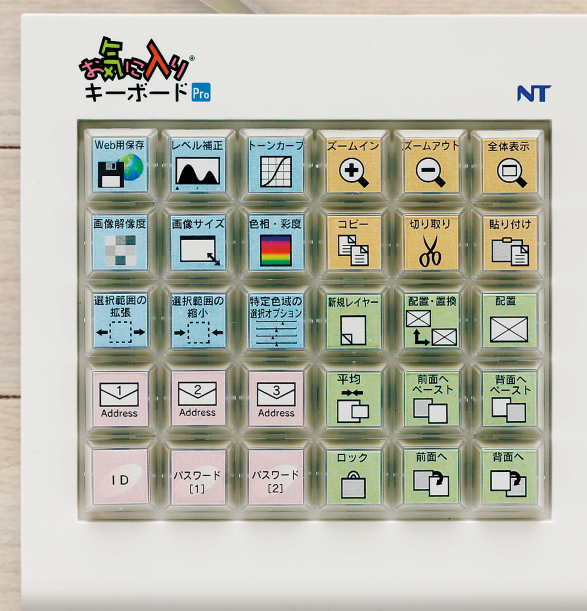 お気に入り
キーボード Pro
NT
Web用保存 レベル補正 トーンカーブ ズームイン ズームアウト 全体表示
画像解像度 画像サイズ 色相・彩度 コピー 切り取り 貼り付け
選択範囲の
拡張
選択範囲の
縮小
特定色域の
選択オプション
新規レイヤー
配置・置換
配置
1
Address
2
Address
3
Address
平均
前面へ
ペースト
背面へ
ペースト
ID
パスワード
[1]
パスワード
[2]
ロック
前面へ
背面へ